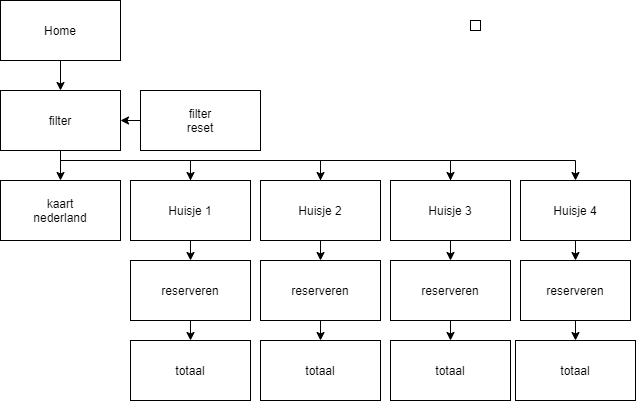 Home
filter
filter
reset
kaart
nederland
Huisje 1
Huisje 2
Huisje 3
Huisje 4
reserveren
reserveren
reserveren
reserveren
totaal
totaal
totaal
totaal